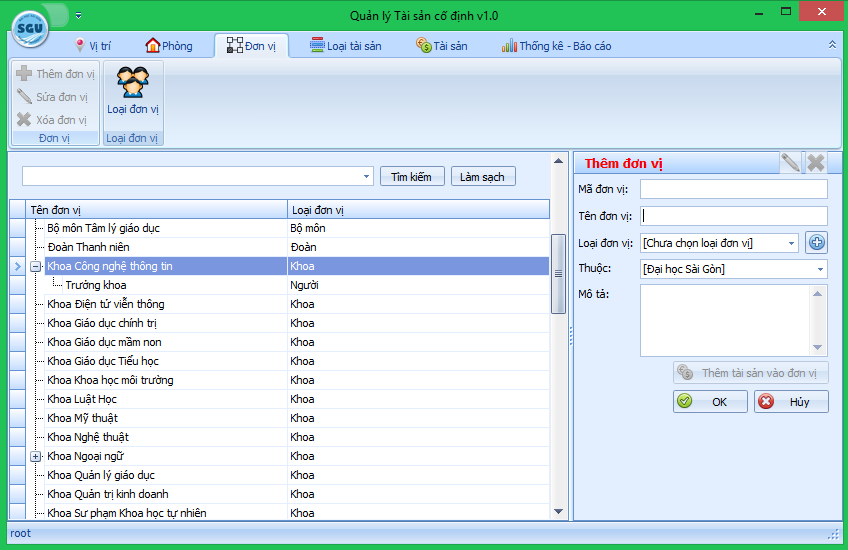 Quản lý Tài sản cố định v1.0
SGU
Vị trí Phòng Đơn vị Loại tài sản Tài sản Thống kê - Báo cáo
Thêm đơn vị
Sửa đơn vị
Xóa đơn vị
Loại đơn vị
Đơn vị Loại đơn vị
Tìm kiếm Làm sạch
Tên đơn vị Loại đơn vị
Bộ môn Tâm lý giáo dục Bộ môn
Đoàn Thanh niên Đoàn
Khoa Công nghệ thông tin Khoa
Trưởng khoa Người
Khoa Điện tử viễn thông Khoa
Khoa Giáo dục chính trị Khoa
Khoa Giáo dục mầm non Khoa
Khoa Giáo dục Tiểu học Khoa
Khoa Khoa học môi trường Khoa
Khoa Luật Học Khoa
Khoa Mỹ thuật Khoa
Khoa Nghệ thuật Khoa
Khoa Ngoại ngữ Khoa
Khoa Quản lý giáo dục Khoa
Khoa Quản trị kinh doanh Khoa
Khoa Sư phạm Khoa học tự nhiên Khoa
Thêm đơn vị
Mã đơn vị:
Tên đơn vị:
Loại đơn vị: [Chưa chọn loại đơn vị]
Thuộc: [Đại học Sài Gòn]
Mô tả:
Thêm tài sản vào đơn vị
OK Hủy
root